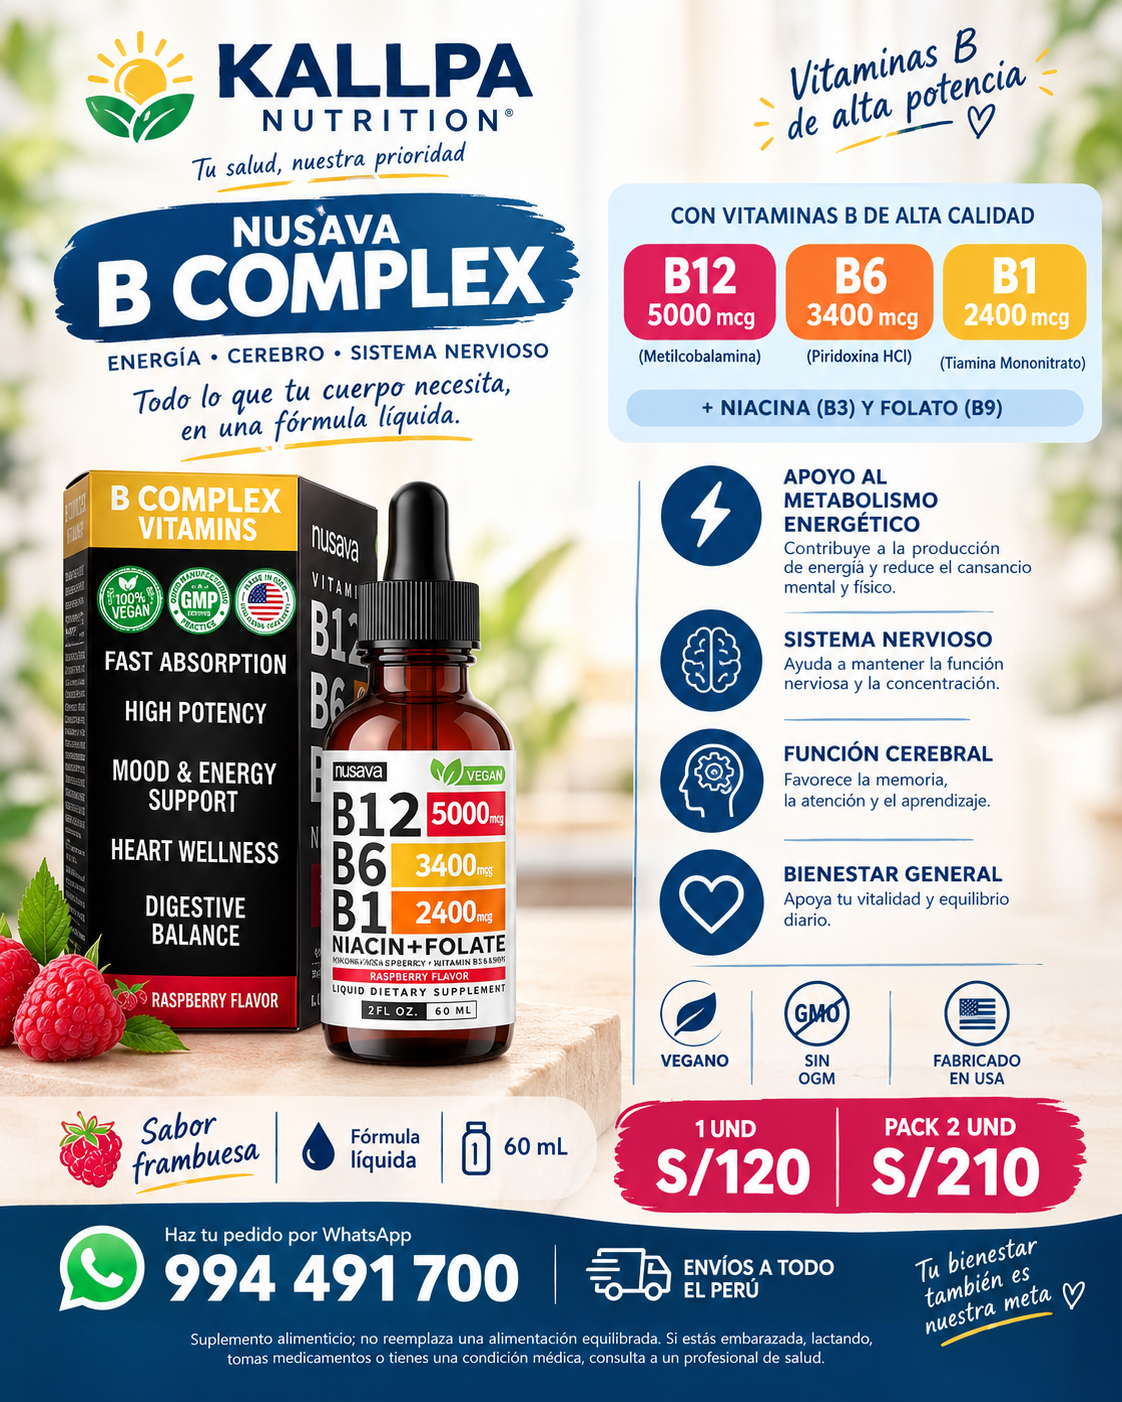 KALLPA
NUTRITION®
Tu salud, nuestra prioridad
Vitaminas B
de alta potencia
NUSAVA
B COMPLEX
ENERGÍA • CEREBRO • SISTEMA NERVIOSO
Todo lo que tu cuerpo necesita,
en una fórmula líquida.
CON VITAMINAS B DE ALTA CALIDAD
B12
5000 mcg
(Metilcobalamina)
B6
3400 mcg
(Piridoxina HCl)
B1
2400 mcg
(Tiamina Mononitrato)
+ NIACINA (B3) Y FOLATO (B9)
APOYO AL
METABOLISMO
ENERGÉTICO
Contribuye a la producción
de energía y reduce el cansancio
mental y físico.
SISTEMA NERVIOSO
Ayuda a mantener la función
nerviosa y la concentración.
FUNCIÓN CEREBRAL
Favorece la memoria,
la atención y el aprendizaje.
BIENESTAR GENERAL
Apoya tu vitalidad y equilibrio
diario.
VEGANO
GMO
SIN
OGM
FABRICADO
EN USA
B COMPLEX
VITAMINS
100%
VEGAN
GMP
PRACTICE
FAST ABSORPTION
HIGH POTENCY
MOOD & ENERGY
SUPPORT
HEART WELLNESS
DIGESTIVE
BALANCE
RASPBERRY FLAVOR
nusava
B12
B6
nusava
VEGAN
B12 5000mcg
B6 3400mcg
B1 2400mcg
NIACIN+FOLATE
RASPBERRY FLAVOR
LIQUID DIETARY SUPPLEMENT
2FL OZ. 60 ML
Sabor
frambuesa
Fórmula
líquida
1
60 mL
1 UND
S/120
PACK 2 UND
S/210
Haz tu pedido por WhatsApp
994 491 700
ENVÍOS A TODO
EL PERÚ
Tu bienestar
también es
nuestra meta
Suplemento alimenticio; no reemplaza una alimentación equilibrada. Si estás embarazada, lactando,
tomas medicamentos o tienes una condición médica, consulta a un profesional de salud.